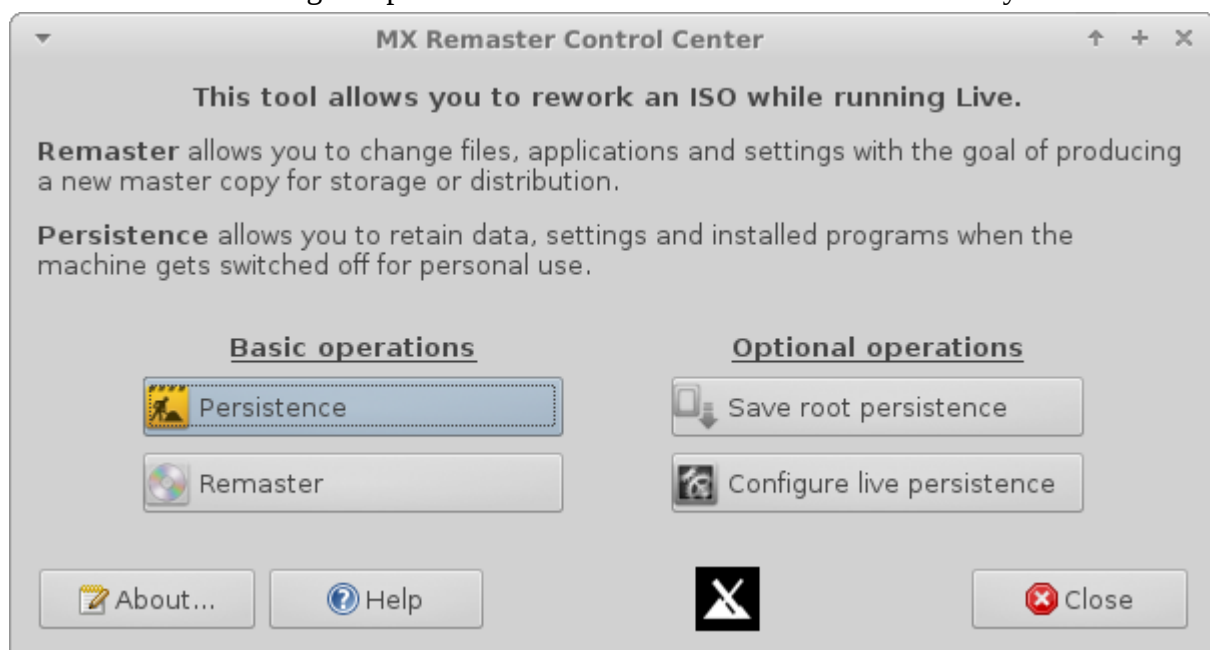 MX Remaster Control Center
This tool allows you to rework an ISO while running Live.
Remaster allows you to change files, applications and settings with the goal of producing
a new master copy for storage or distribution.
Persistence allows you to retain data, settings and installed programs when the
machine gets switched off for personal use.
Basic operations
Optional operations
Persistence
Save root persistence
Remaster
Configure live persistence
About...
Help
Close